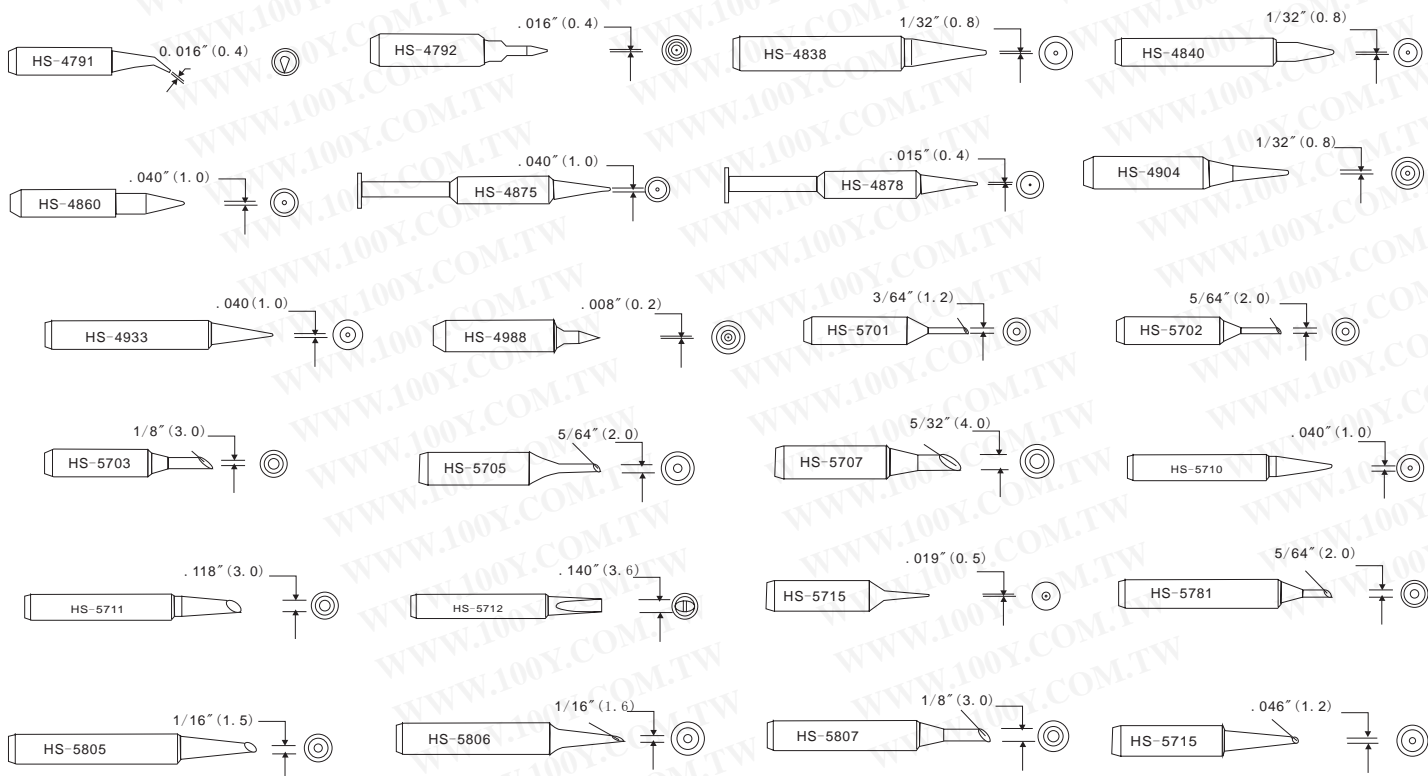 HS-4791
0.016″(0.4)
HS-4792
.016″(0.4)
HS-4838
1/32″(0.8)
HS-4840
1/32″(0.8)
HS-4860
.040″(1.0)
HS-4875
.040″(1.0)
HS-4878
.015″(0.4)
HS-4904
1/32″(0.8)
HS-4933
.040(1.0)
HS-4988
.008″(0.2)
HS-5701
3/64″(1.2)
HS-5702
5/64″(2.0)
HS-5703
1/8″(3.0)
HS-5705
5/64″(2.0)
HS-5707
5/32″(4.0)
HS-5710
.040″(1.0)
HS-5711
.118″(3.0)
HS-5712
.140″(3.6)
HS-5715
.019″(0.5)
HS-5781
5/64″(2.0)
HS-5805
1/16″(1.5)
HS-5806
1/16″(1.6)
HS-5807
1/8″(3.0)
HS-5715
.046″(1.2)
WWW.100Y.COM.TW